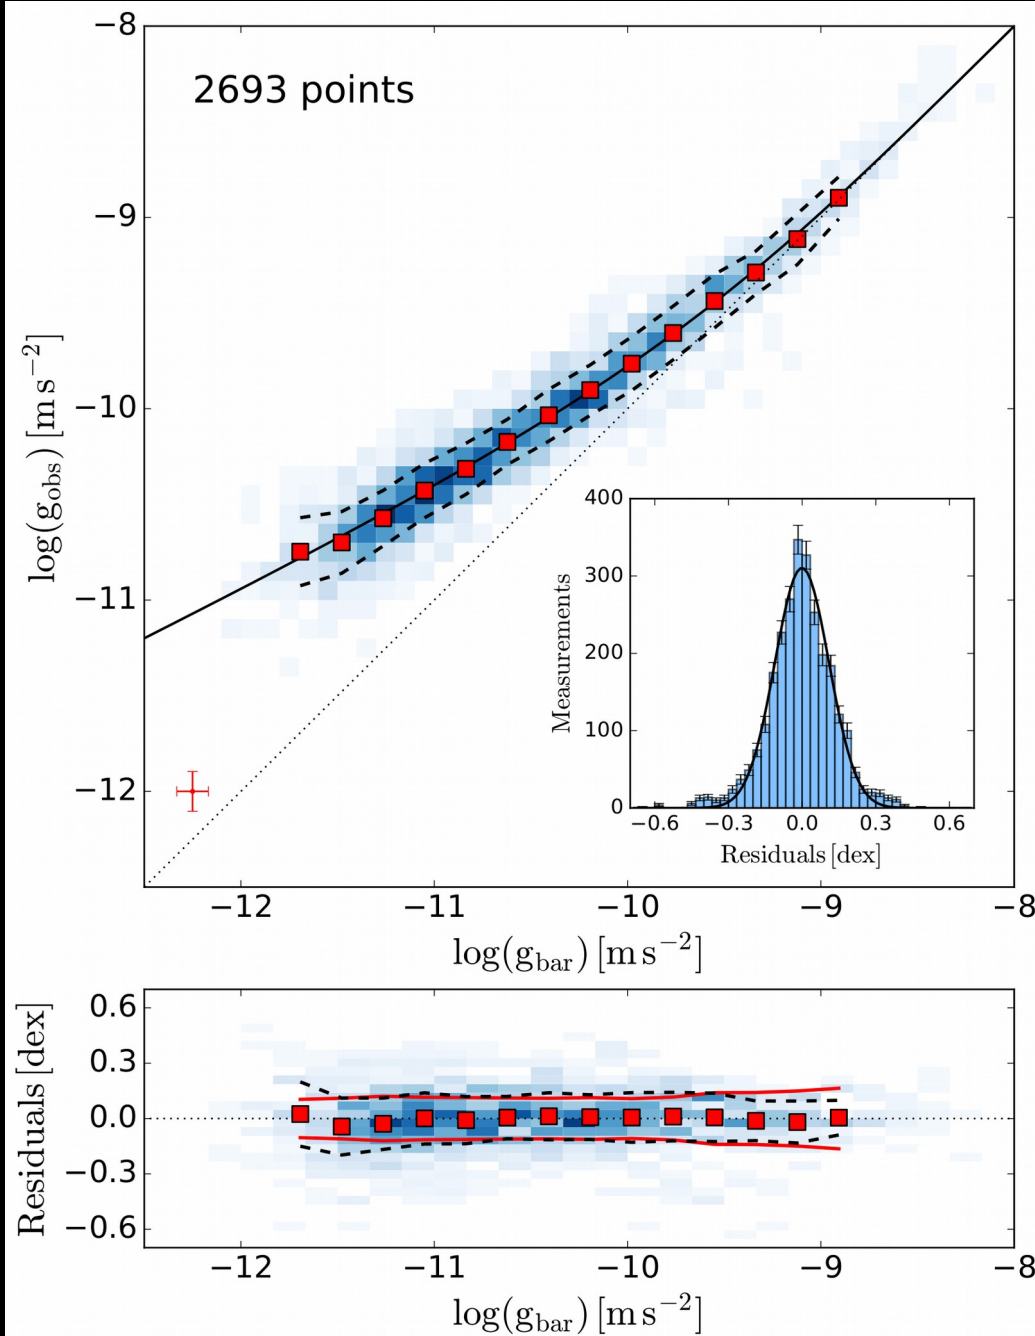 2693 points
log(g_obs) [m s^−2]
−8
−9
−10
−11
−12
−12 −11 −10 −9 −8
log(g_bar) [m s^−2]
Measurements
400
300
200
100
0
−0.6 −0.3 0.0 0.3 0.6
Residuals [dex]
Residuals [dex]
0.6
0.3
0.0
−0.3
−0.6
−12 −11 −10 −9 −8
log(g_bar) [m s^−2]